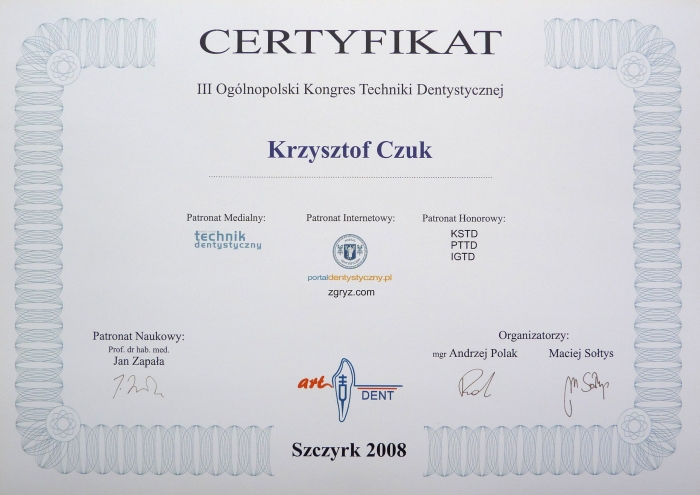 CERTYFIKAT
III Ogólnopolski Kongres Techniki Dentystycznej
Krzysztof Czuk
Patronat Medialny:
technik
dentystyczny
Patronat Internetowy:
portaldentystyczny.pl
zgryz.com
Patronat Honorowy:
KSTD
PTTD
IGTD
Patronat Naukowy:
Prof. dr hab. med.
Jan Zapała
art
DENT
Organizatorzy:
mgr Andrzej Polak
Maciej Sołtys
Szczyrk 2008